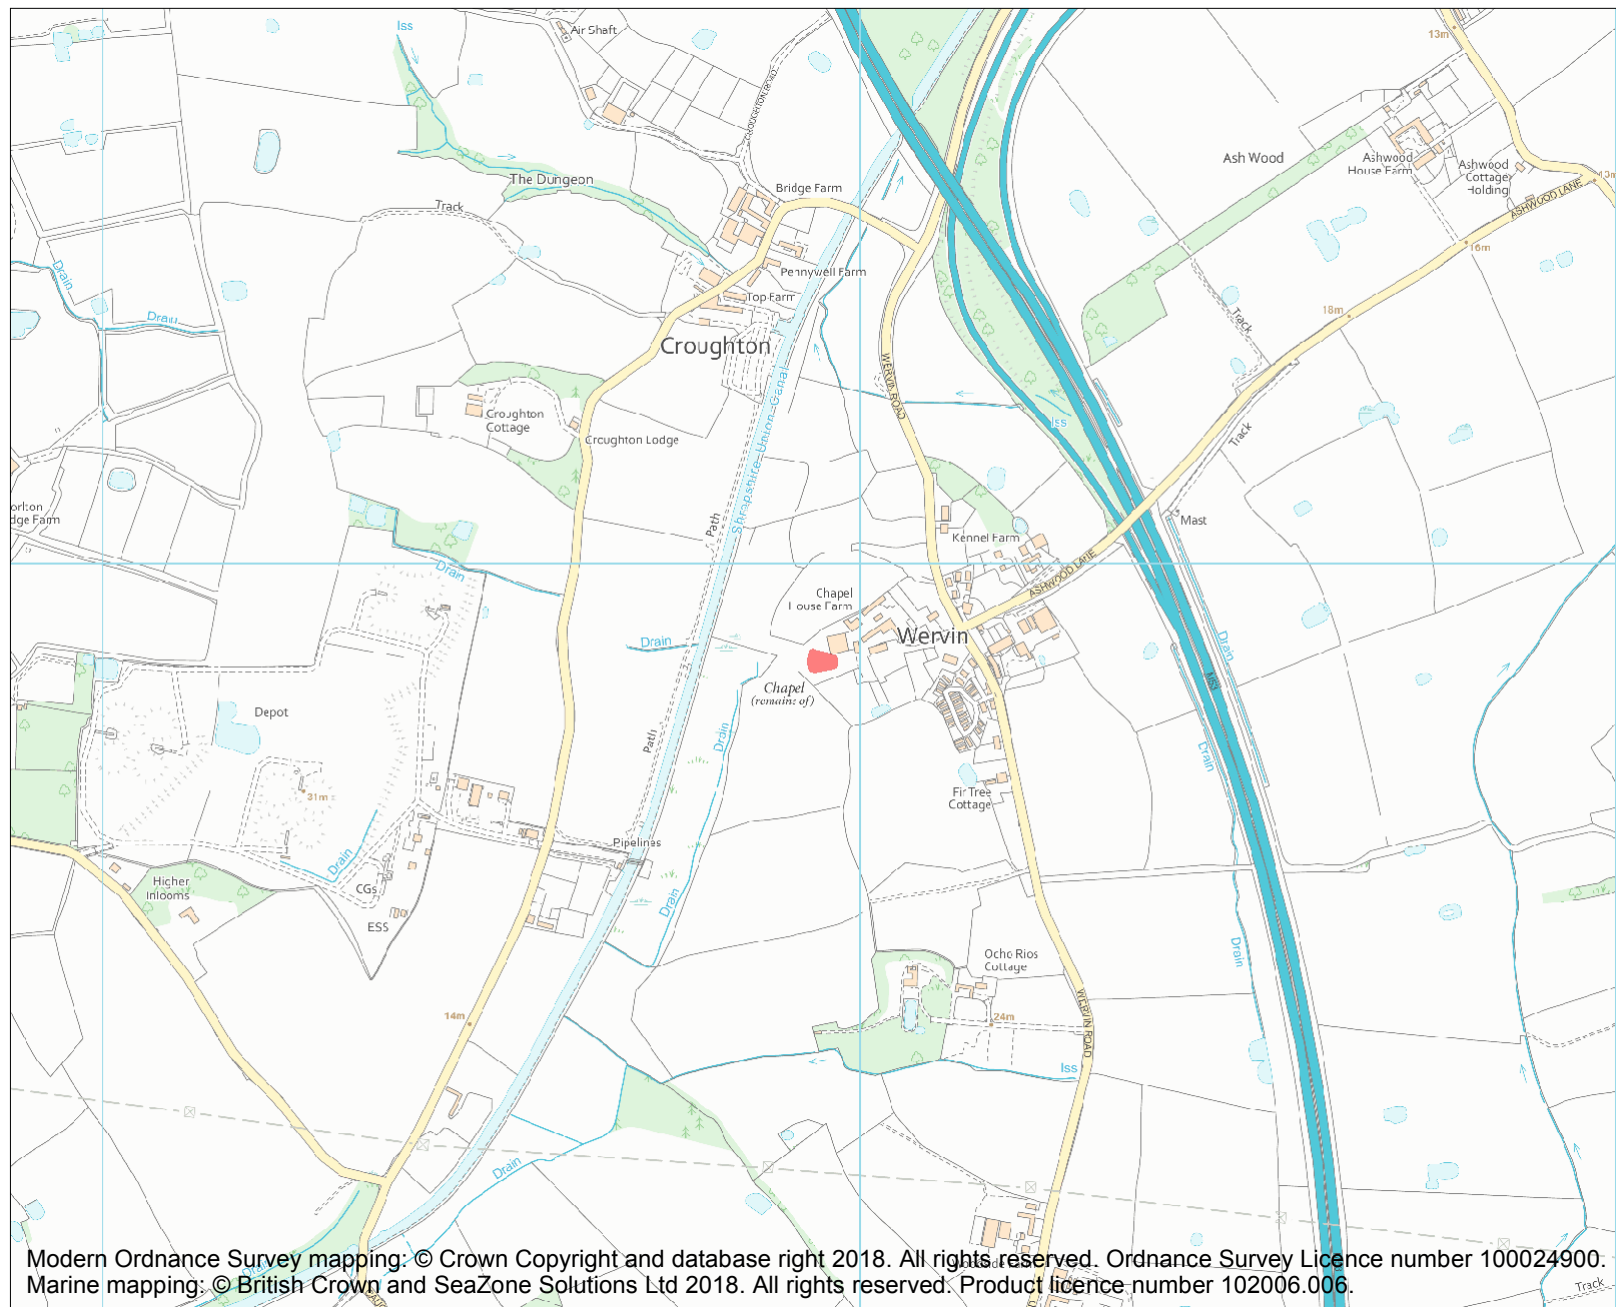 Iss
Air Shaft
13m
CROUGHTON ROAD
The Dungeon
Bridge Farm
Ash Wood
Ashwood
House Farm
Ashwood
Cottage
Holding
ASHWOOD LANE
Track
16m
Drain
Pennywell Farm
Top Farm
Drain
18m
Track
Croughton
WERVIN ROAD
Shropshire Union Canal
Croughton
Cottage
Croughton Lodge
Iss
Track
Path
Mast
Kennel Farm
Drain
ASHWOOD LANE
Chapel
House Farm
Wervin
Drain
Drain
M53
Chapel
(remains of)
Depot
Path
Drain
Drain
31m
Fir Tree
Cottage
Pipelines
Drain
Higher
Inlooms
CGs
Drain
ESS
Drain
Ocho Rios
Cottage
14m
24m
WERVIN ROAD
Iss
Drain
Drain
Modern Ordnance Survey mapping: © Crown Copyright and database right 2018. All rights reserved. Ordnance Survey Licence number 100024900.
Marine mapping: © British Crown and SeaZone Solutions Ltd 2018. All rights reserved. Product licence number 102006.006.
Track